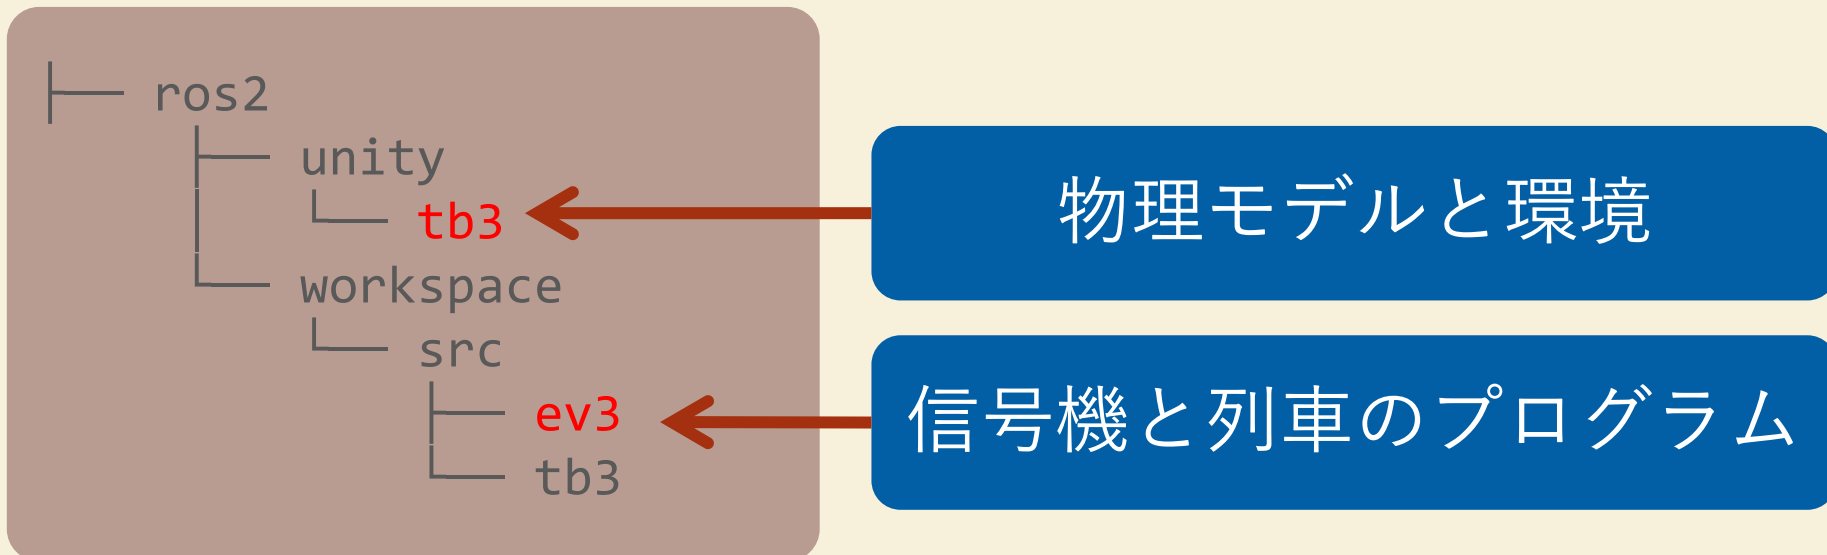 ros2
unity
tb3
workspace
src
ev3
tb3
物理モデルと環境
信号機と列車のプログラム